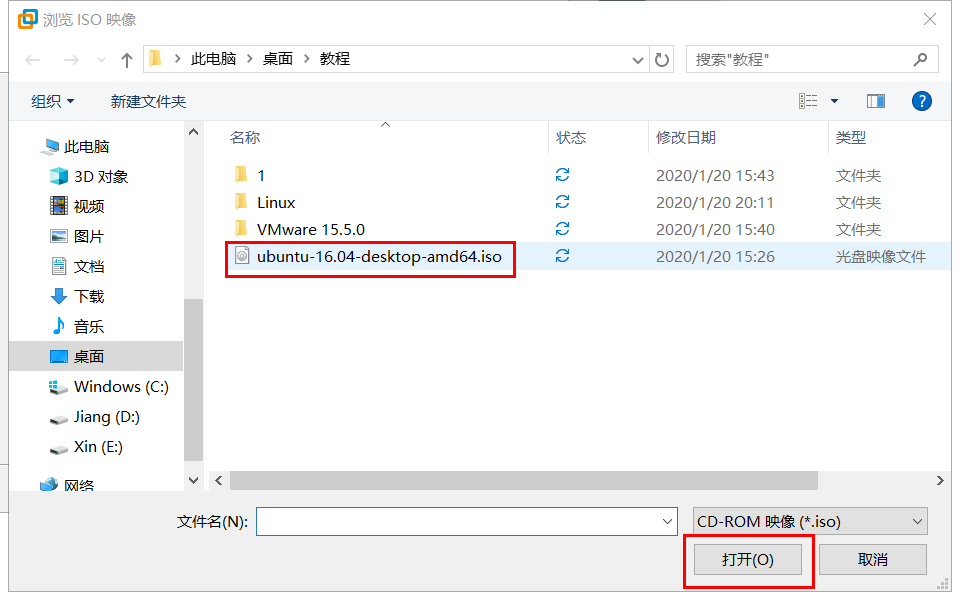 浏览 ISO 映像
此电脑 > 桌面 > 教程
搜索"教程"
组织 新建文件夹
名称 状态 修改日期 类型
此电脑
3D 对象
视频
图片
文档
下载
音乐
桌面
Windows (C:)
Jiang (D:)
Xin (E:)
网络
1 2020/1/20 15:43 文件夹
Linux 2020/1/20 20:11 文件夹
VMware 15.5.0 2020/1/20 15:40 文件夹
ubuntu-16.04-desktop-amd64.iso 2020/1/20 15:26 光盘映像文件
文件名(N):
CD-ROM 映像 (*.iso)
打开(O) 取消